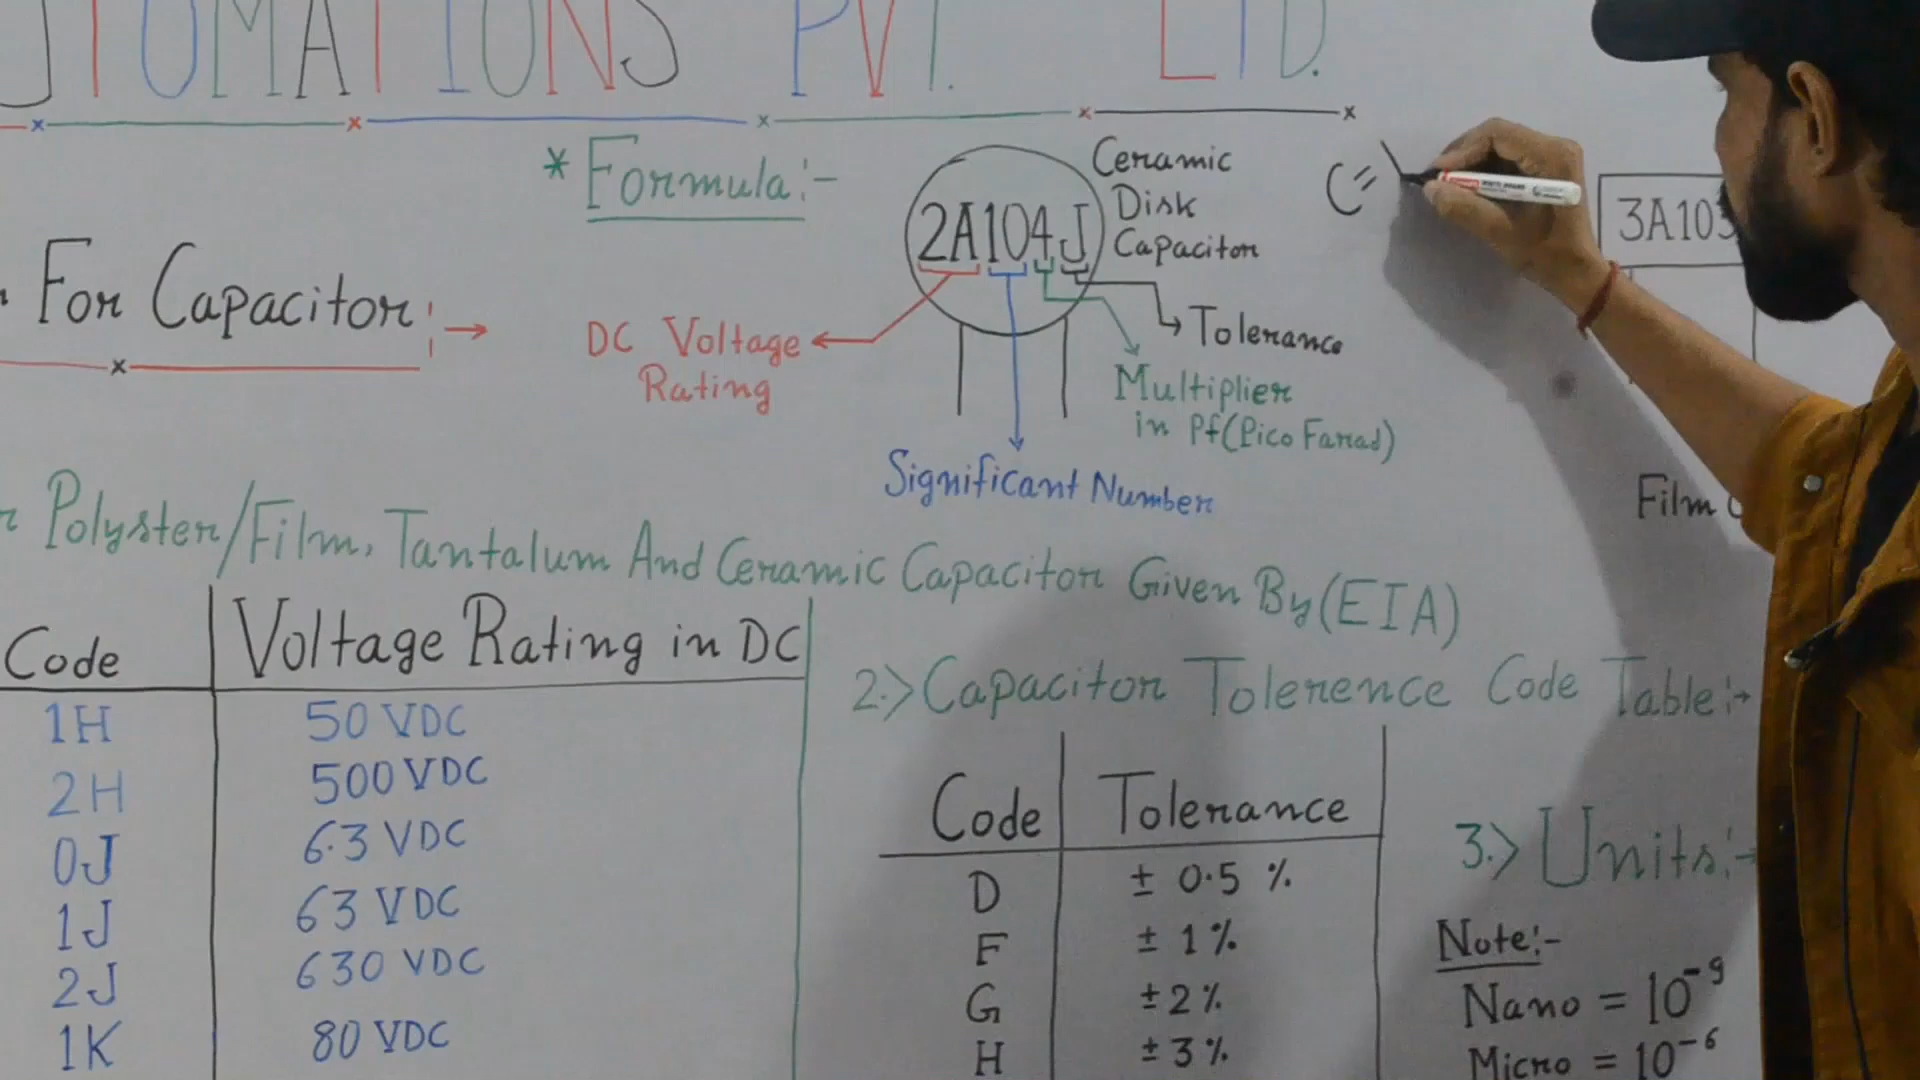 UTOMATIONS PVT. LTD.
* Formula:-
2A104J
Ceramic
Disk
Capacitor
C=
3A103
For Capacitor:→
DC Voltage
Rating
Tolerance
Multiplier
in Pf(Pico Farad)
Significant Number
Film
Polyster/Film, Tantalum And Ceramic Capacitor Given By (EIA)
Code Voltage Rating in DC
1H 50 VDC
2H 500 VDC
0J 6.3 VDC
1J 63 VDC
2J 630 VDC
1K 80 VDC
2.> Capacitor Tolerence Code Table:→
Code Tolerance
D ± 0.5 %
F ± 1%
G ±2%
H ±3%
3.> Units:→
Note:-
Nano = 10⁻⁹
Micro = 10⁻⁶